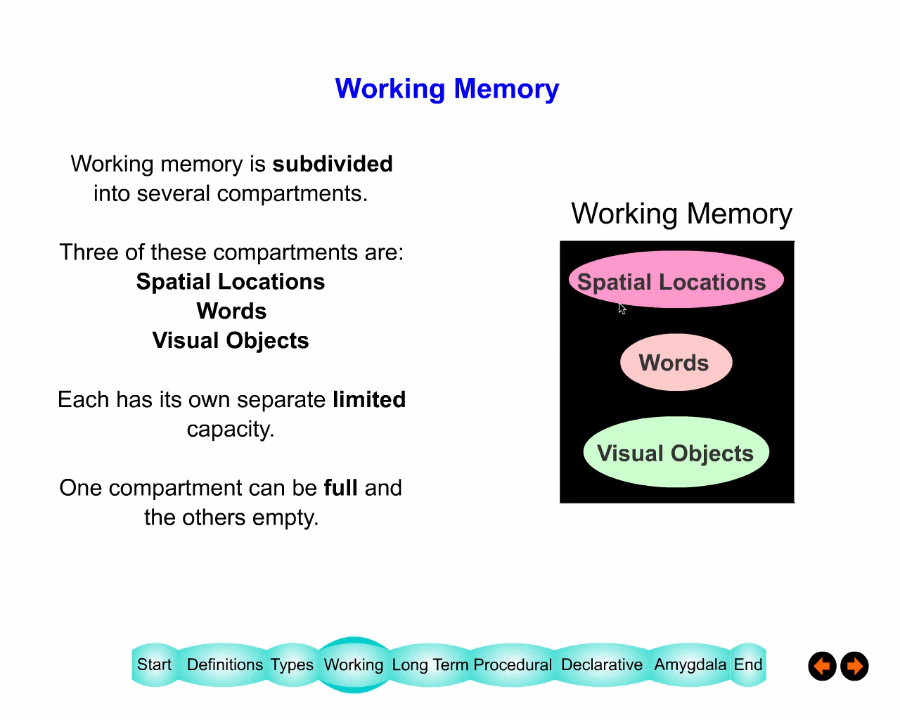 Working Memory
Working memory is subdivided
into several compartments.
Three of these compartments are:
Spatial Locations
Words
Visual Objects
Each has its own separate limited
capacity.
One compartment can be full and
the others empty.
Working Memory
Spatial Locations
Words
Visual Objects
Start Definitions Types Working Long Term Procedural Declarative Amygdala End